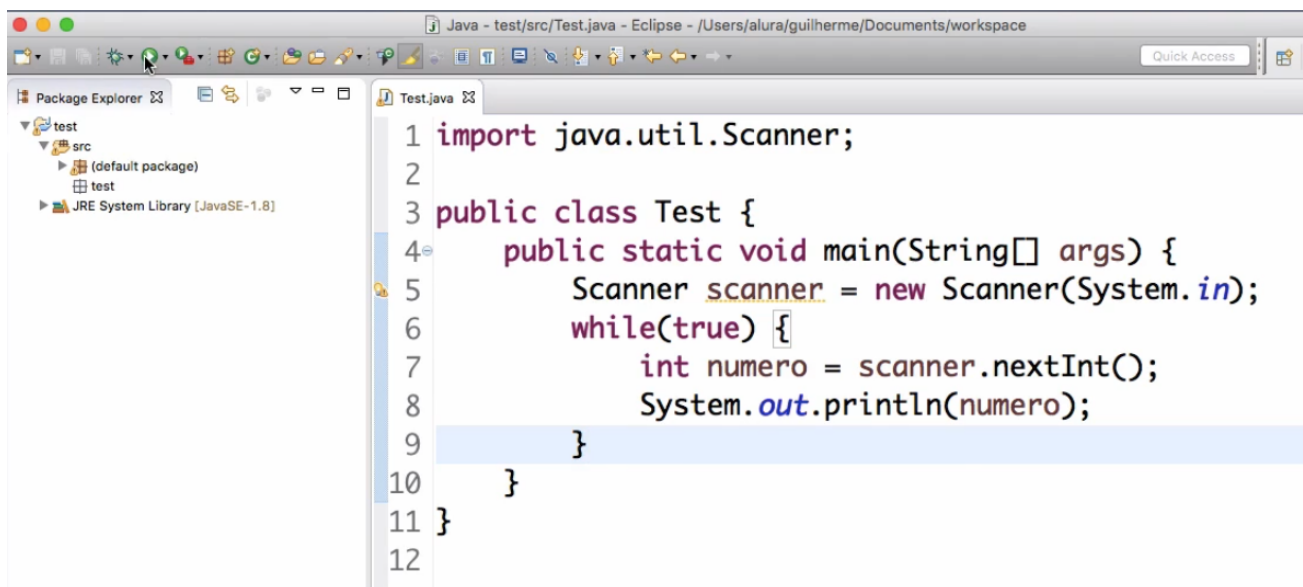 Java - test/src/Test.java - Eclipse - /Users/alura/guilherme/Documents/workspace
Quick Access
Package Explorer
Test.java
test
src
(default package)
test
JRE System Library [JavaSE-1.8]
1 import java.util.Scanner;
2
3 public class Test {
4 public static void main(String[] args) {
5 Scanner scanner = new Scanner(System.in);
6 while(true) {
7 int numero = scanner.nextInt();
8 System.out.println(numero);
9 }
10 }
11 }
12